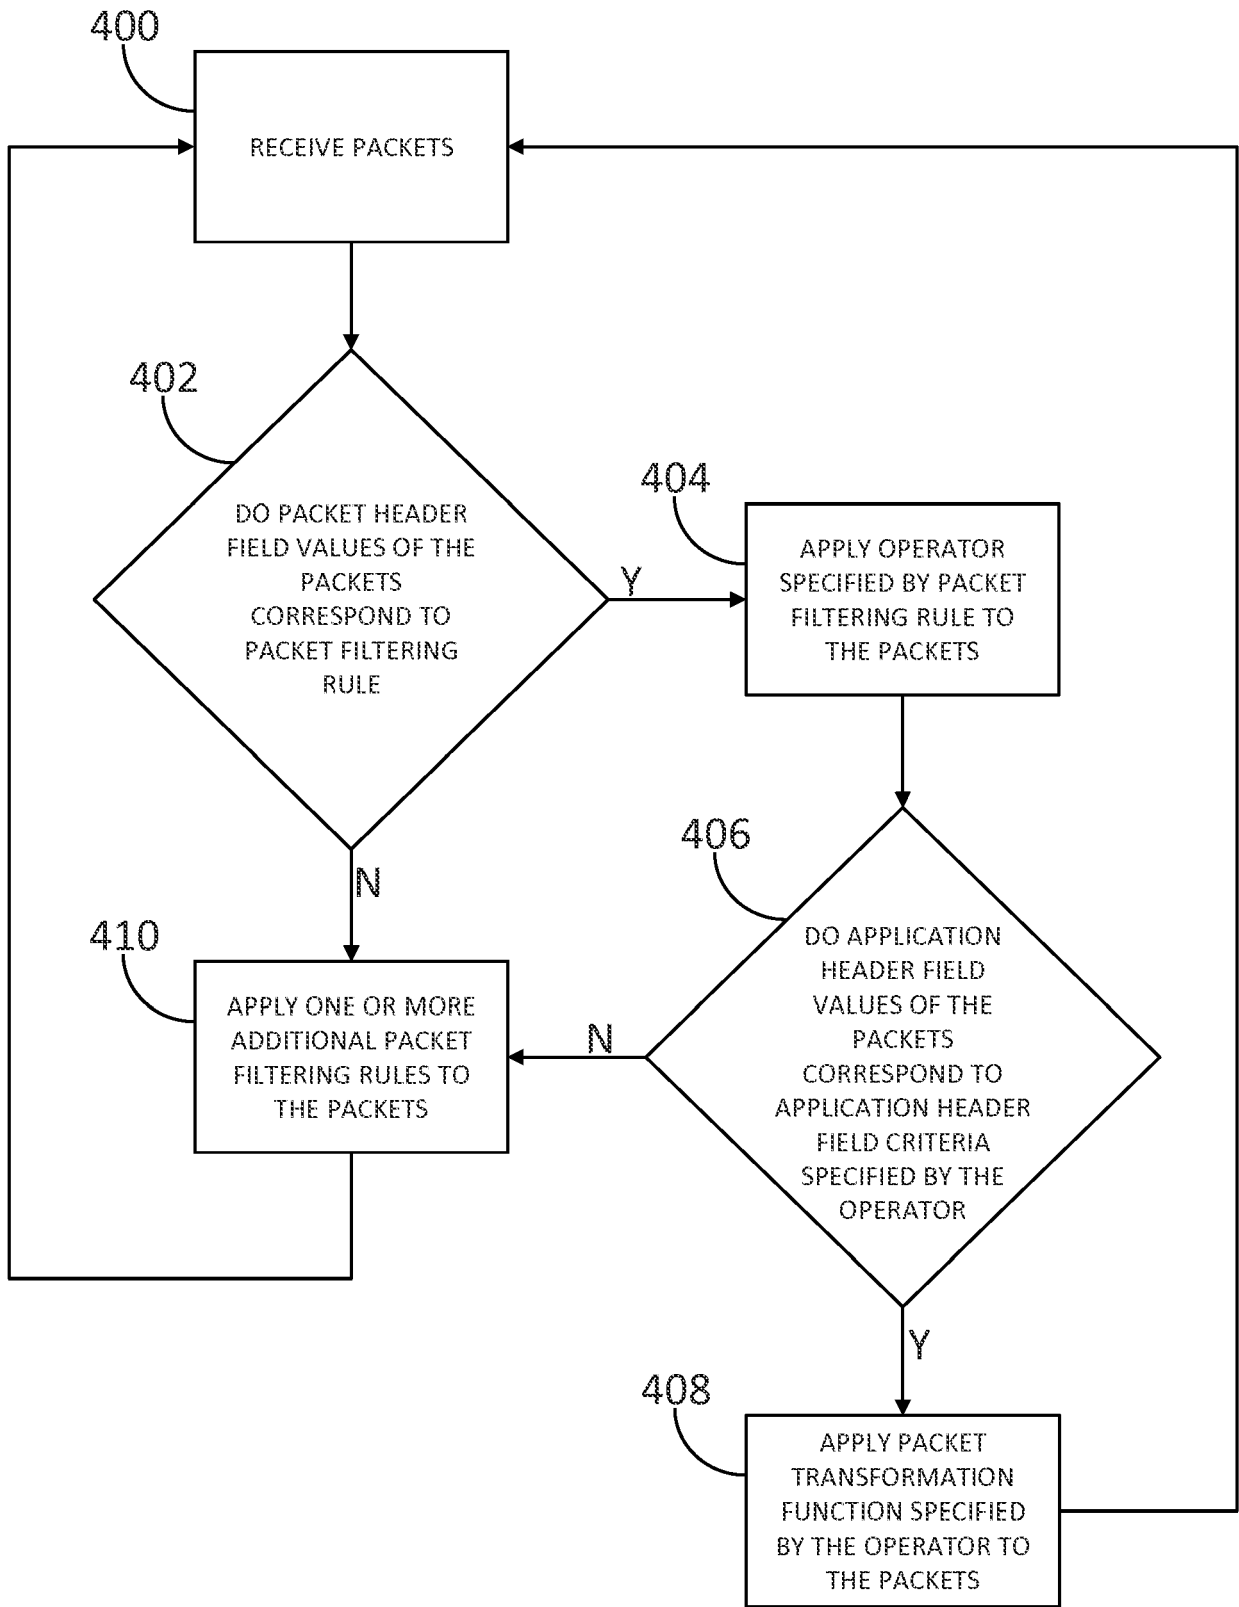 400
RECEIVE PACKETS
402
DO PACKET HEADER
FIELD VALUES OF THE
PACKETS
CORRESPOND TO
PACKET FILTERING
RULE
Y
404
APPLY OPERATOR
SPECIFIED BY PACKET
FILTERING RULE TO
THE PACKETS
N
406
DO APPLICATION
HEADER FIELD
VALUES OF THE
PACKETS
CORRESPOND TO
APPLICATION HEADER
FIELD CRITERIA
SPECIFIED BY THE
OPERATOR
N
410
APPLY ONE OR MORE
ADDITIONAL PACKET
FILTERING RULES TO
THE PACKETS
Y
408
APPLY PACKET
TRANSFORMATION
FUNCTION SPECIFIED
BY THE OPERATOR TO
THE PACKETS